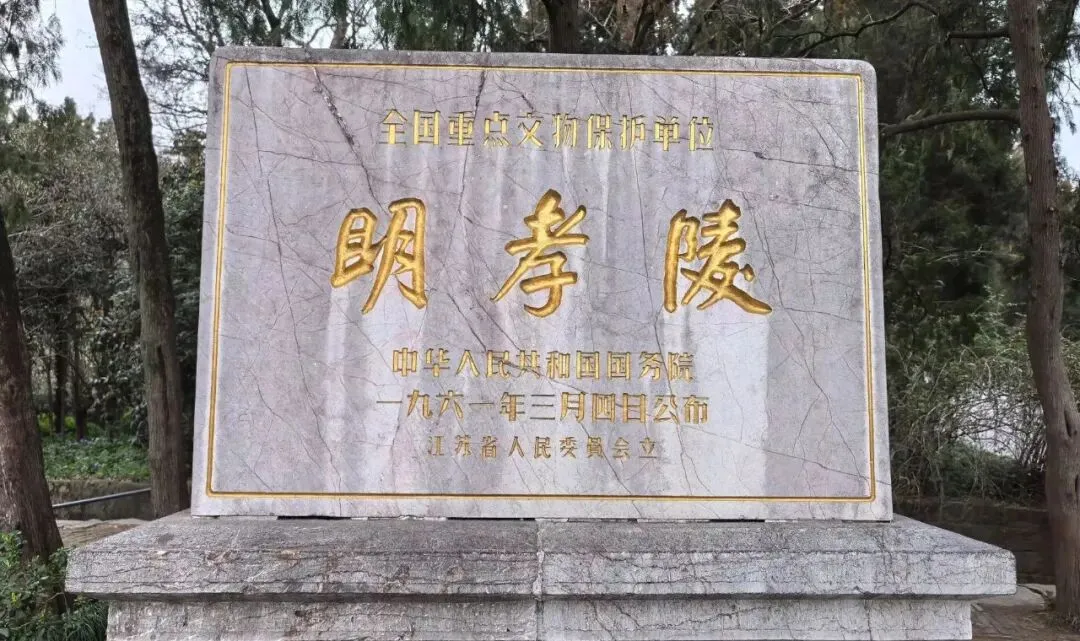 全国重点文物保护单位
明孝陵
中华人民共和国国务院
一九六一年三月四日公布
江苏省人民委員会立